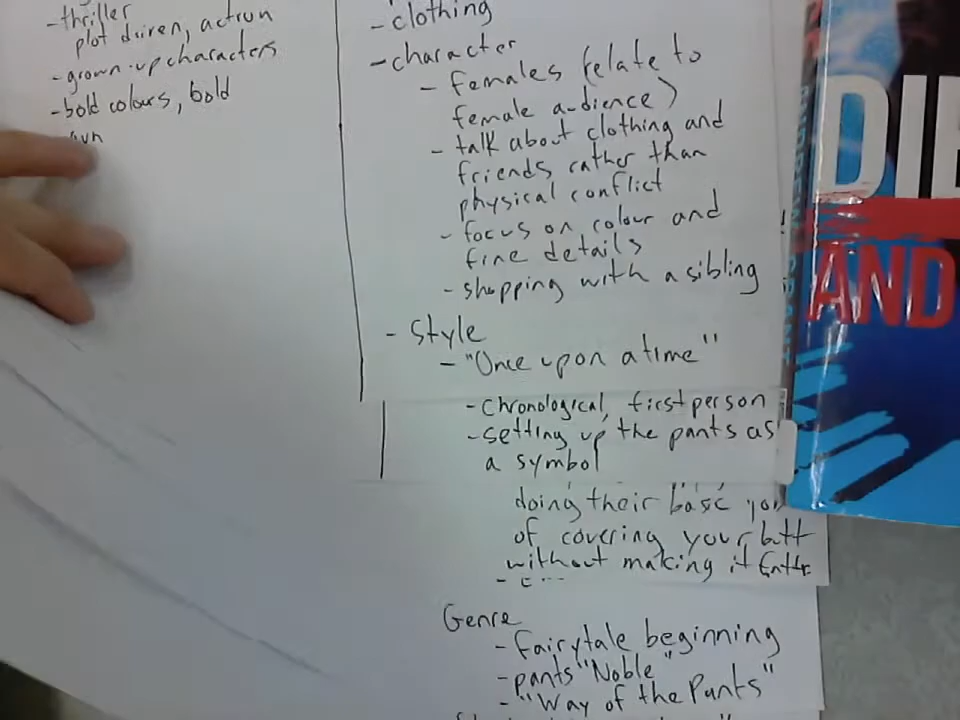 -thriller
plot driven, action
-grown-up characters
-bold colours, bold
-gun
-clothing
-character
- females (relate to
female audience)
- talk about clothing and
friends rather than
physical conflict
- focus on colour and
fine details
- shopping with a sibling
- Style
- "Once upon a time"
-chronological, first person
-setting up the pants as
a symbol
doing their basic
of covering your butt
without making it
Genre
- fairytale beginning
-pants "Noble"
- "Way of the Pants"
DIE
AND